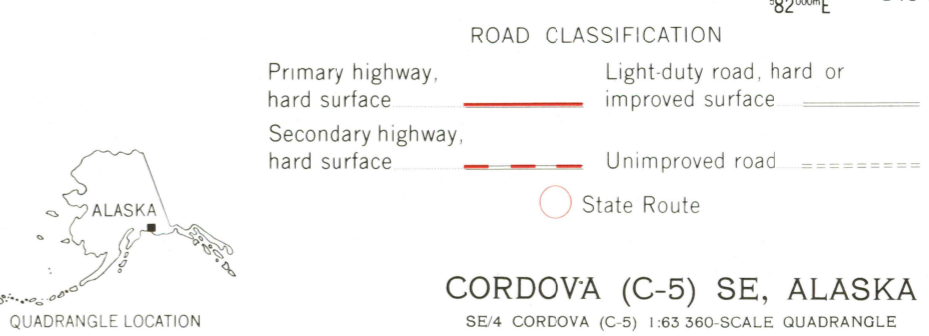 ⁵82⁰⁰⁰ᵐE
ROAD CLASSIFICATION
Primary highway,
hard surface
Light-duty road, hard or
improved surface
Secondary highway,
hard surface
Unimproved road
State Route
ALASKA
QUADRANGLE LOCATION
CORDOVA (C-5) SE, ALASKA
SE/4 CORDOVA (C-5) 1:63 360-SCALE QUADRANGLE